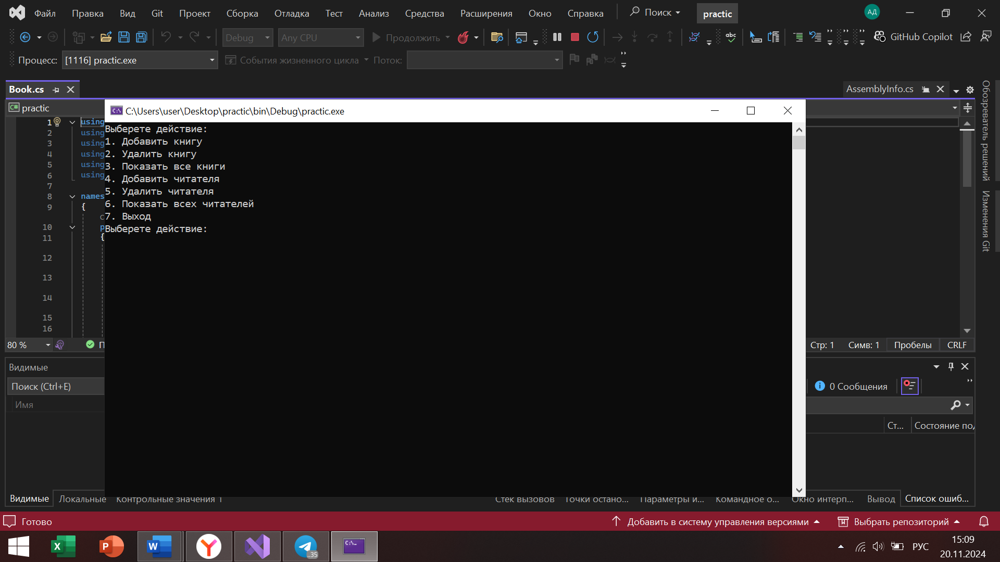 Файл Правка Вид Git Проект Сборка Отладка Тест Анализ Средства Расширения Окно Справка Поиск practic АД
Debug Any CPU Продолжить abc GitHub Copilot
Процесс: [1116] practic.exe События жизненного цикла Поток:
Book.cs AssemblyInfo.cs
C# practic
C:\Users\user\Desktop\practic\bin\Debug\practic.exe
1 using
2 using
3 using
4 using
5 using
6 using
7
8 names
9 {
10 p
11 {
12
13
14
15
16
Выберете действие:
1. Добавить книгу
2. Удалить книгу
3. Показать все книги
4. Добавить читателя
5. Удалить читателя
6. Показать всех читателей
7. Выход
Выберете действие:
Обозреватель решений
Изменения Git
80 % П Стр: 1 Симв: 1 Пробелы CRLF
Видимые
Поиск (Ctrl+E)
Имя
0 Сообщения
Ст... Состояние по
Видимые Локальные Контрольные значения 1 Стек вызовов Точки остано... Параметры и... Командное о... Окно интерп... Вывод Список ошиб...
Готово Добавить в систему управления версиями Выбрать репозиторий
..35
РУС
15:09
20.11.2024